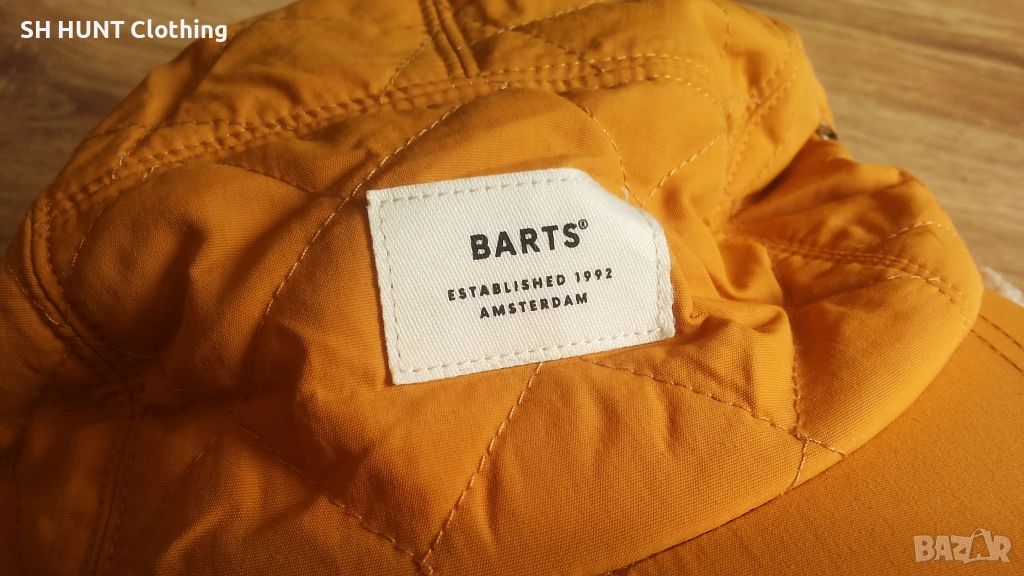 SH HUNT Clothing
BARTS®
ESTABLISHED 1992
AMSTERDAM
BAZAR